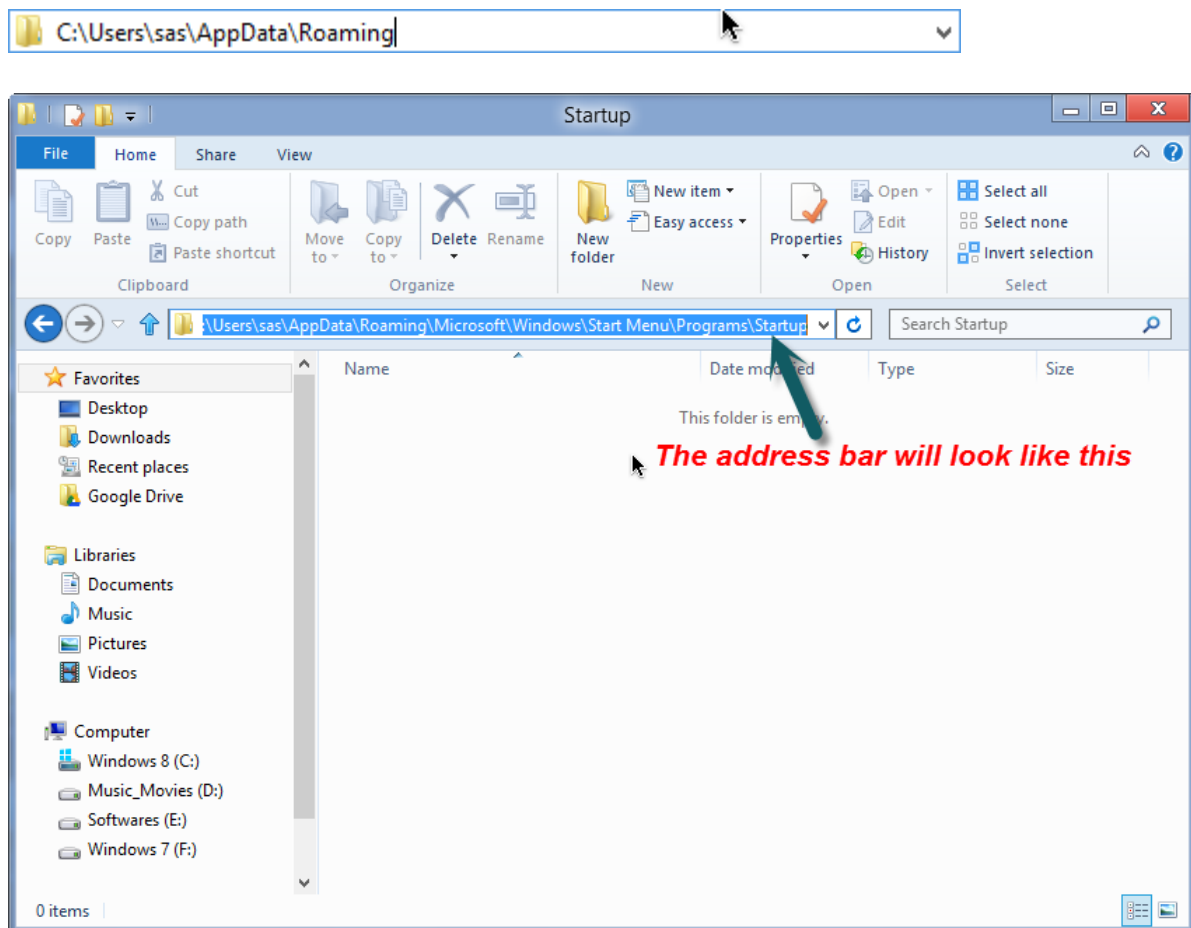 C:\Users\sas\AppData\Roaming
Startup
File Home Share View
Copy
Paste
Cut
Copy path
Paste shortcut
Clipboard
Move to
Copy to
Delete
Rename
Organize
New folder
New item
Easy access
New
Properties
Open
Edit
History
Open
Select all
Select none
Invert selection
Select
:\Users\sas\AppData\Roaming\Microsoft\Windows\Start Menu\Programs\Startup
Search Startup
Name Date modified Type Size
This folder is empty.
The address bar will look like this
Favorites
Desktop
Downloads
Recent places
Google Drive
Libraries
Documents
Music
Pictures
Videos
Computer
Windows 8 (C:)
Music_Movies (D:)
Softwares (E:)
Windows 7 (F:)
0 items